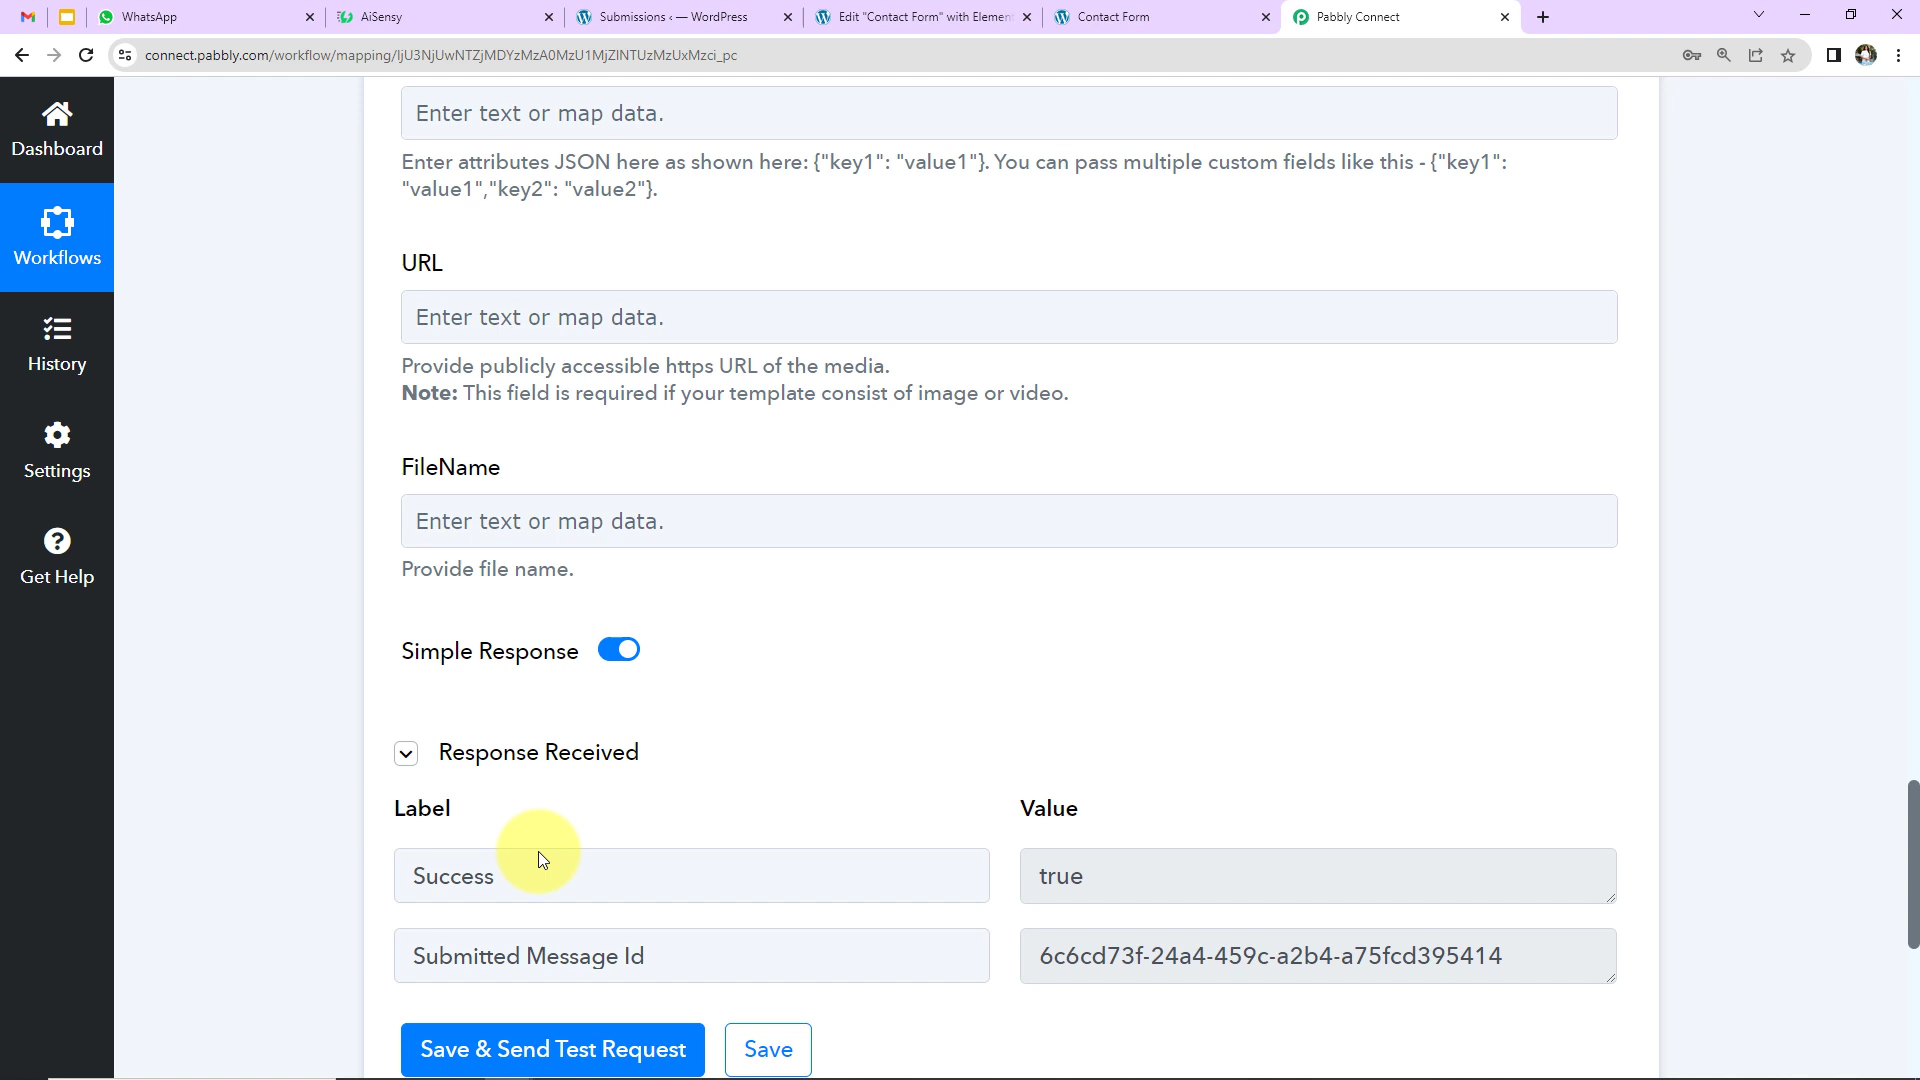 WhatsApp
AiSensy
Submissions ‹ — WordPress
Edit "Contact Form" with Elemen
Contact Form
Pabbly Connect
connect.pabbly.com/workflow/mapping/IjU3NjUwNTZjMDYzMzA0MzU1MjZlNTUzMzUxMzci_pc
Dashboard
Workflows
History
Settings
Get Help
Enter text or map data.
Enter attributes JSON here as shown here: {"key1": "value1"}. You can pass multiple custom fields like this - {"key1":
"value1","key2": "value2"}.
URL
Enter text or map data.
Provide publicly accessible https URL of the media.
Note: This field is required if your template consist of image or video.
FileName
Enter text or map data.
Provide file name.
Simple Response
Response Received
Label
Value
Success
true
Submitted Message Id
6c6cd73f-24a4-459c-a2b4-a75fcd395414
Save & Send Test Request
Save